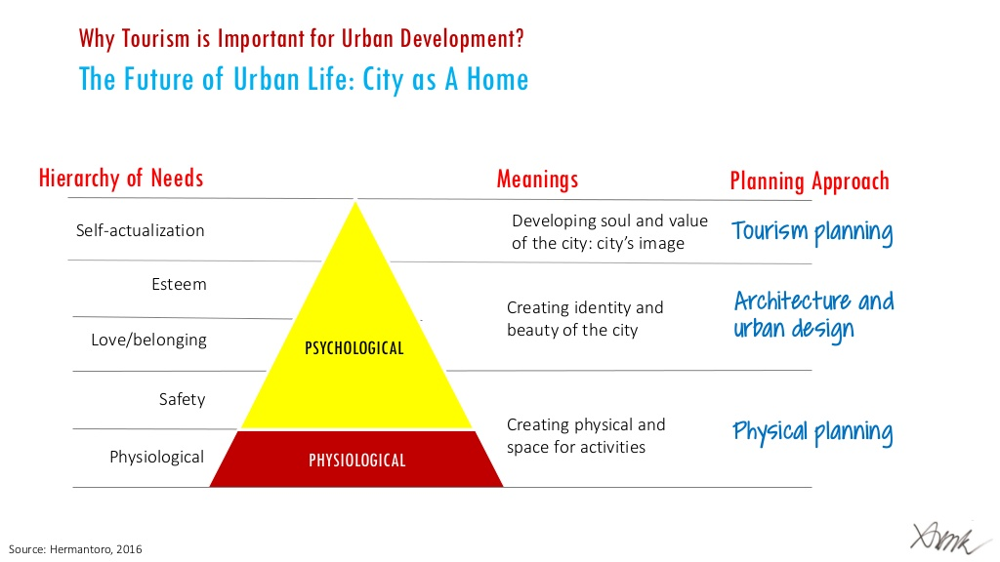 Why Tourism is Important for Urban Development?
The Future of Urban Life: City as A Home
Hierarchy of Needs
Meanings
Planning Approach
Self-actualization
Developing soul and value
of the city: city’s image
Tourism planning
Esteem
Love/belonging
PSYCHOLOGICAL
Creating identity and
beauty of the city
Architecture and
urban design
Safety
Physiological
PHYSIOLOGICAL
Creating physical and
space for activities
Physical planning
Source: Hermantoro, 2016